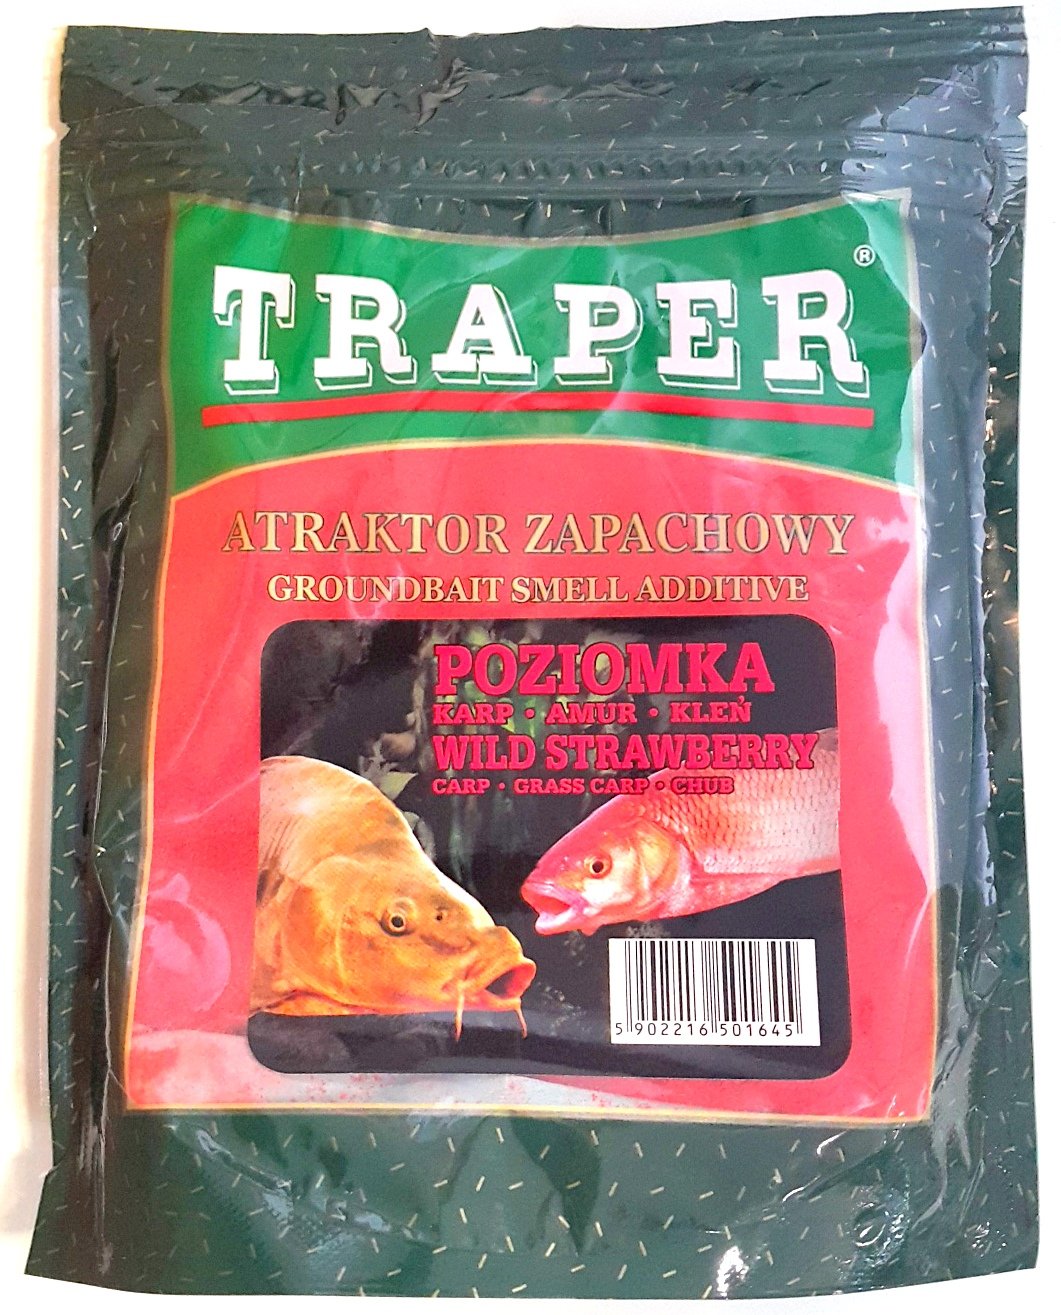 TRAPER®
ATRAKTOR ZAPACHOWY
GROUNDBAIT SMELL ADDITIVE
POZIOMKA
KARP • AMUR • KLEŃ
WILD STRAWBERRY
CARP • GRASS CARP • CHUB
5 902216 501645